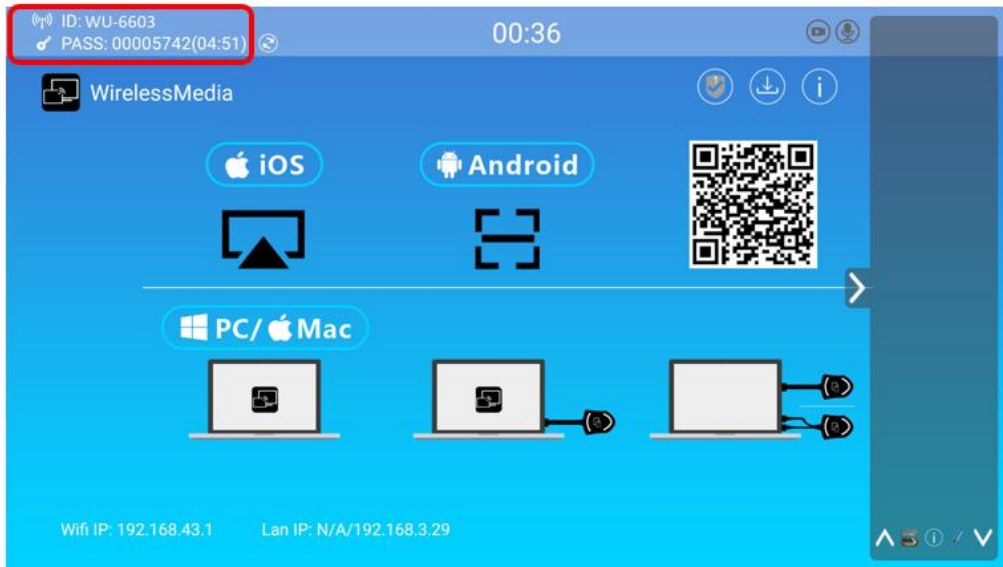 ID: WU-6603
PASS: 00005742(04:51)
00:36
WirelessMedia
iOS
Android
PC/ Mac
Wifi IP: 192.168.43.1
Lan IP: N/A/192.168.3.29